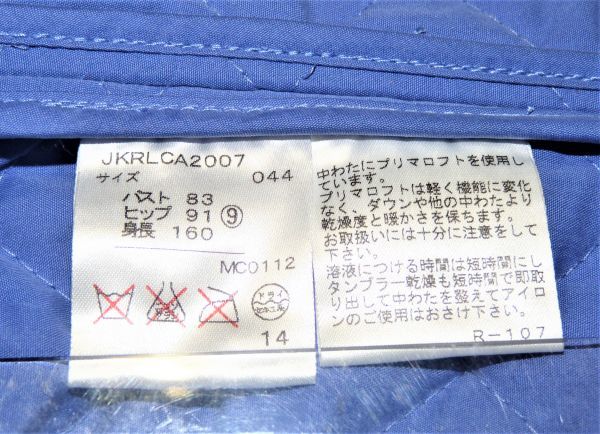 JKRLCA2007
サイズ 044
バスト 83
ヒップ 91 ⑨
身長 160
MC0112
ドライ
セキユ系
14
中わたにプリマロフトを使用し
ています。
プリマロフトは軽く機能に変化
なく、ダウンや他の中わたより
乾燥度と暖かさを保ちます。
お取扱いには十分に注意をして
下さい。
溶液につける時間は短時間にし
タンブラー乾燥も短時間で即取
り出して中わたを整えてアイロ
ンのご使用はおさけ下さい。
R-107